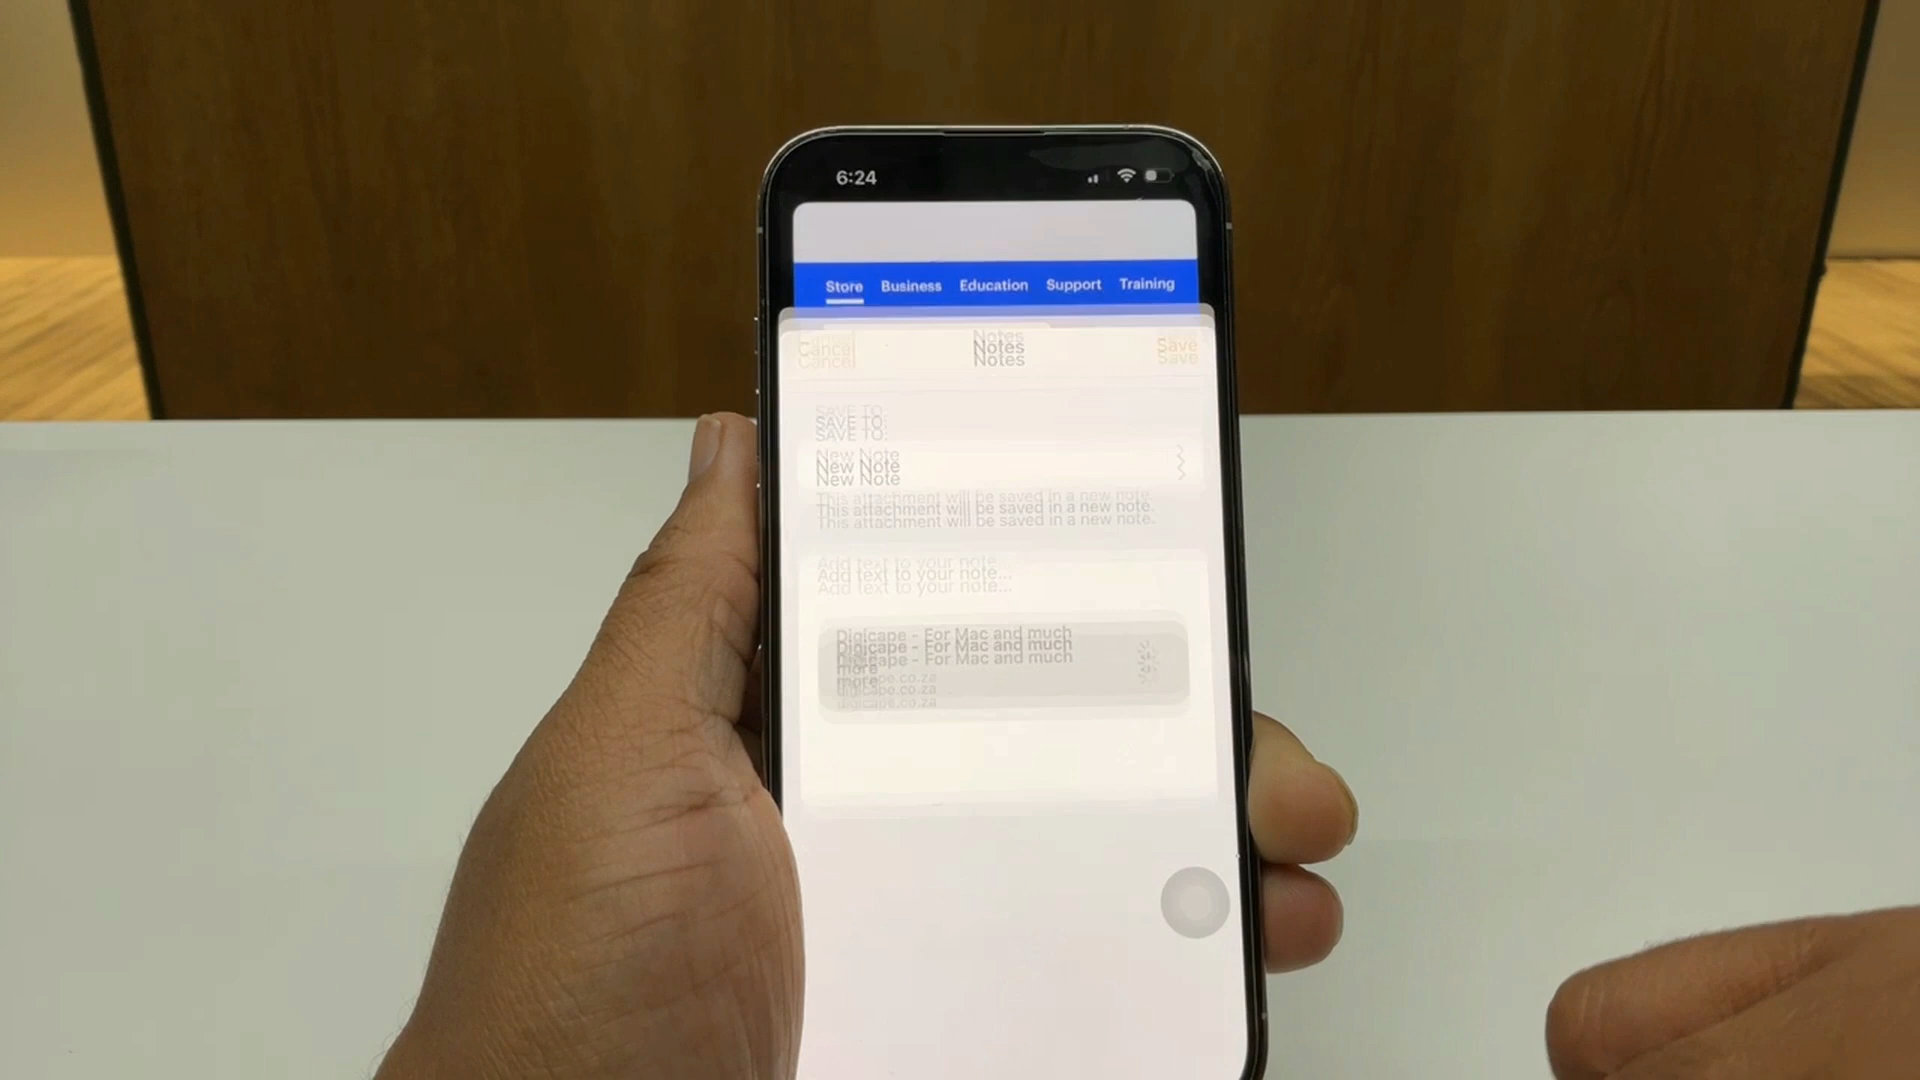 6:24
Store Business Education Support Training
Cancel Notes Save
SAVE TO:
New Note
This attachment will be saved in a new note.
Add text to your note...
Digicape - For Mac and much
more
digicape.co.za